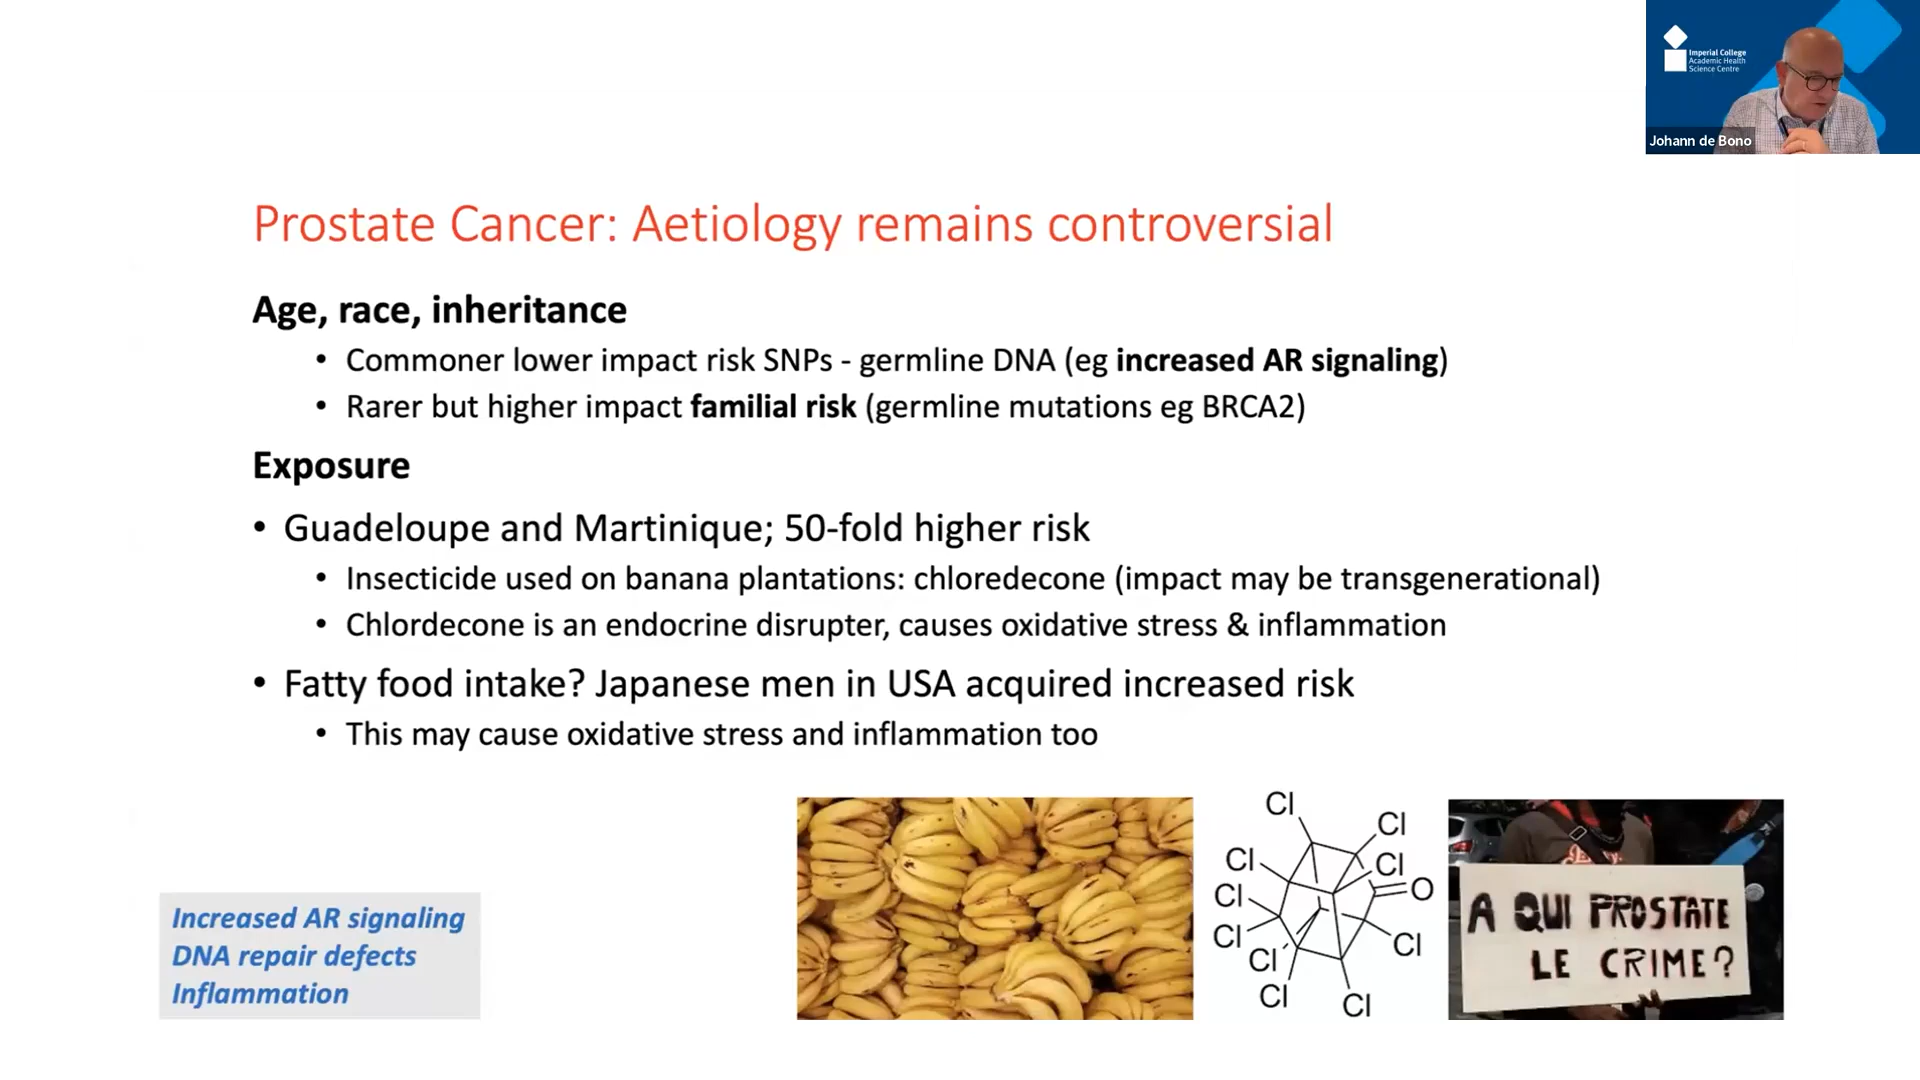 Imperial College
Academic Health
Science Centre
Johann de Bono
Prostate Cancer: Aetiology remains controversial
Age, race, inheritance
• Commoner lower impact risk SNPs - germline DNA (eg increased AR signaling)
• Rarer but higher impact familial risk (germline mutations eg BRCA2)
Exposure
• Guadeloupe and Martinique; 50-fold higher risk
• Insecticide used on banana plantations: chloredecone (impact may be transgenerational)
• Chlordecone is an endocrine disrupter, causes oxidative stress & inflammation
• Fatty food intake? Japanese men in USA acquired increased risk
• This may cause oxidative stress and inflammation too
Increased AR signaling
DNA repair defects
Inflammation
Cl
Cl
Cl
Cl
Cl
O
Cl
Cl
Cl
Cl
Cl
A QUI PROSTATE
LE CRIME?